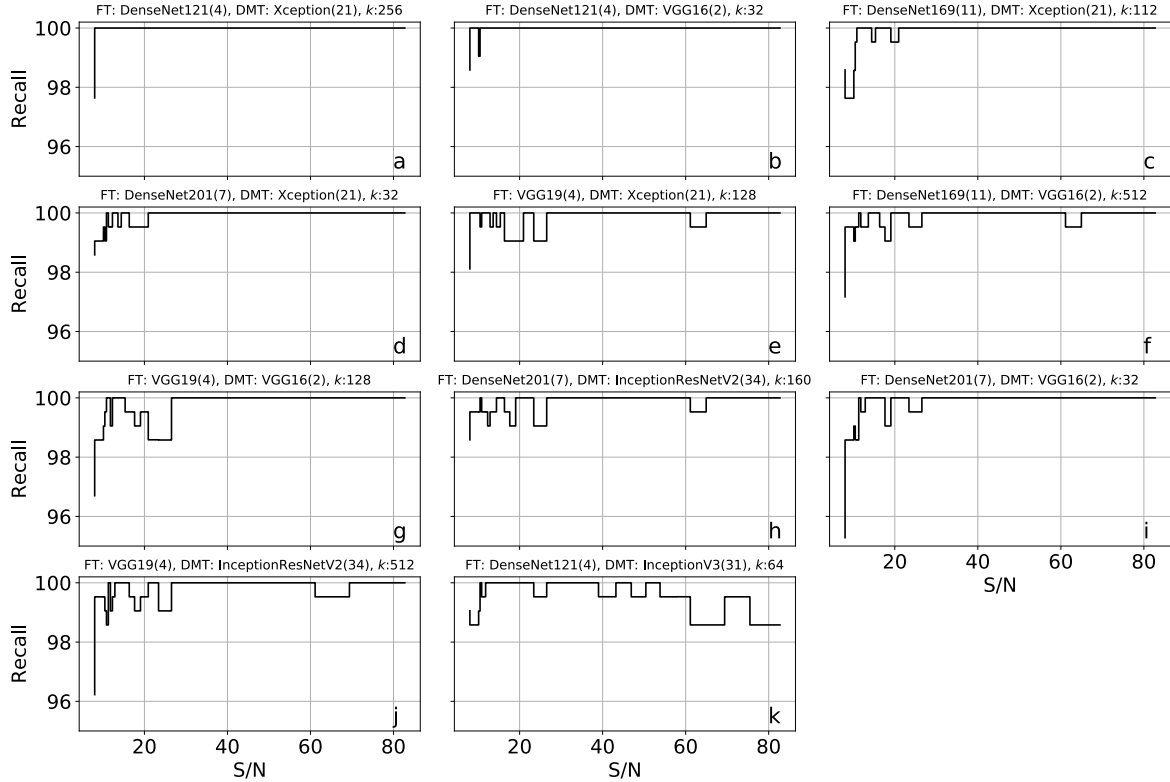 FT: DenseNet121(4), DMT: Xception(21), k:256
FT: DenseNet121(4), DMT: VGG16(2), k:32
FT: DenseNet169(11), DMT: Xception(21), k:112
100
98
96
Recall
a
b
c
FT: DenseNet201(7), DMT: Xception(21), k:32
FT: VGG19(4), DMT: Xception(21), k:128
FT: DenseNet169(11), DMT: VGG16(2), k:512
100
98
96
Recall
d
e
f
FT: VGG19(4), DMT: VGG16(2), k:128
FT: DenseNet201(7), DMT: InceptionResNetV2(34), k:160
FT: DenseNet201(7), DMT: VGG16(2), k:32
100
98
96
Recall
g
h
i
20 40 60 80
S/N
FT: VGG19(4), DMT: InceptionResNetV2(34), k:512
FT: DenseNet121(4), DMT: InceptionV3(31), k:64
100
98
96
Recall
j
k
20 40 60 80
S/N
20 40 60 80
S/N